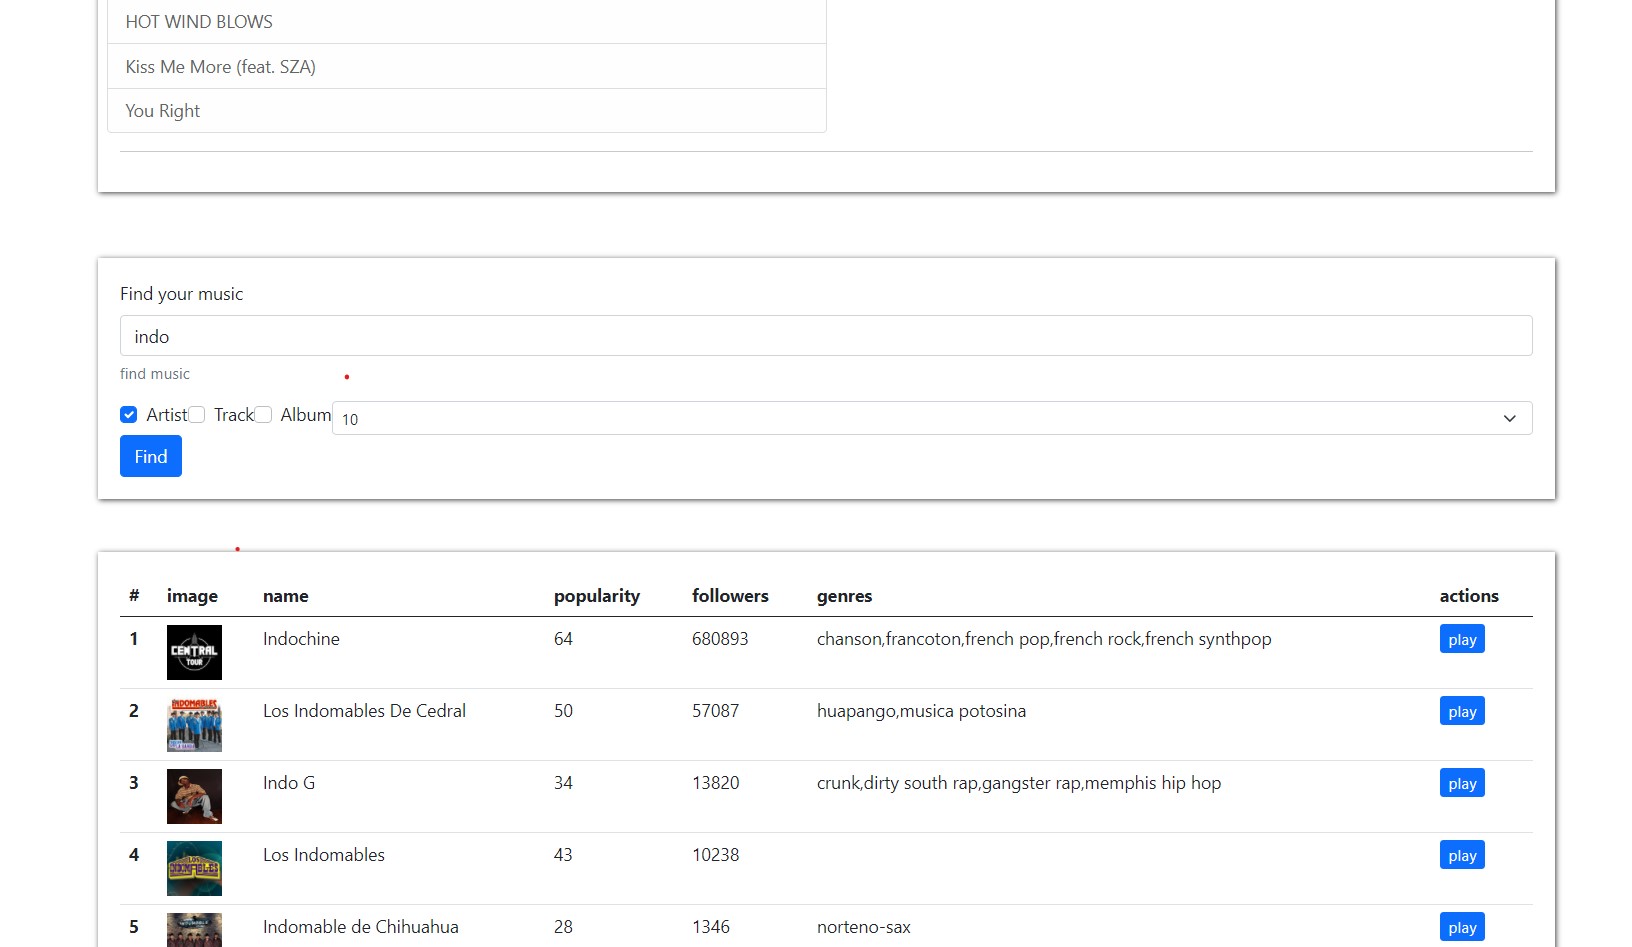 HOT WIND BLOWS
Kiss Me More (feat. SZA)
You Right
Find your music
indo
find music
Artist Track Album 10
Find
# image name popularity followers genres actions
1 CENTRAL TOUR Indochine 64 680893 chanson,francoton,french pop,french rock,french synthpop play
2 INDOMABLES Los Indomables De Cedral 50 57087 huapango,musica potosina play
3 Indo G 34 13820 crunk,dirty south rap,gangster rap,memphis hip hop play
4 LOS INDOMABLES Los Indomables 43 10238 play
5 Indomable de Chihuahua 28 1346 norteno-sax play